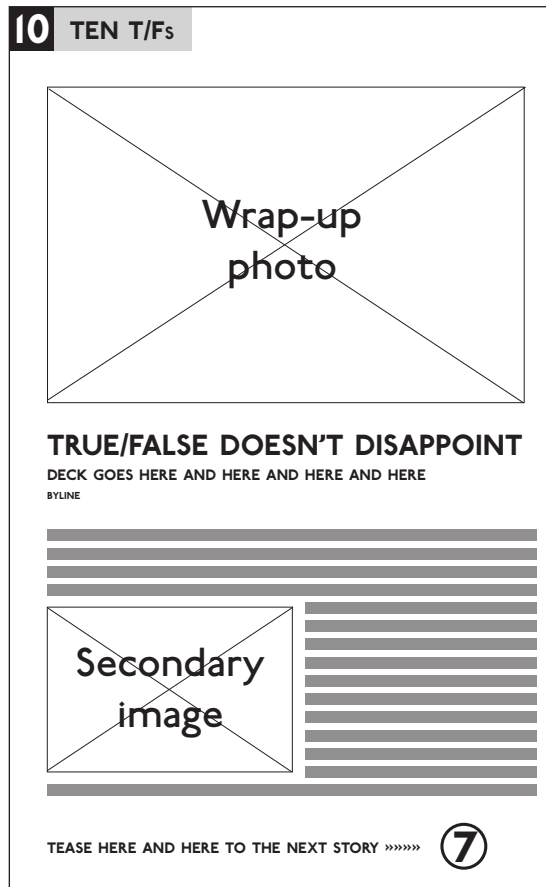 10 TEN T/Fs
Wrap-up
photo
TRUE/FALSE DOESN'T DISAPPOINT
DECK GOES HERE AND HERE AND HERE AND HERE
BYLINE
Secondary
image
TEASE HERE AND HERE TO THE NEXT STORY »»»» 7